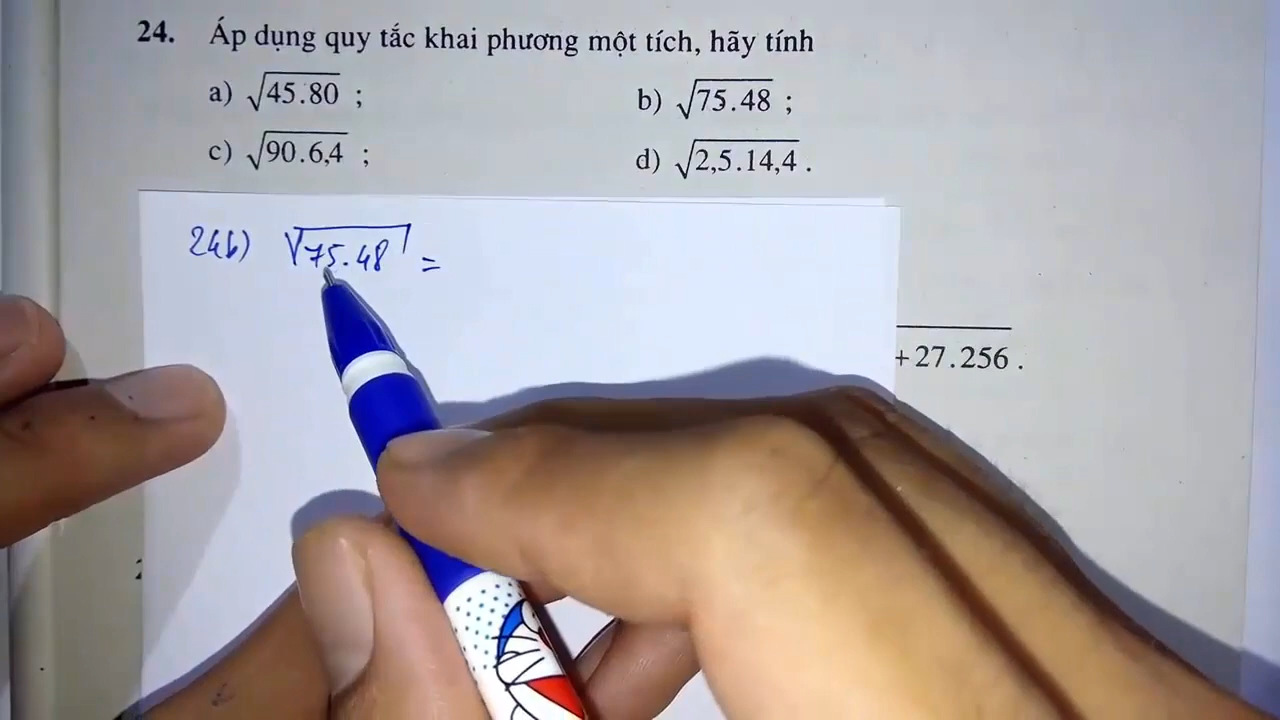 24. Áp dụng quy tắc khai phương một tích, hãy tính
a) √45.80 ; b) √75.48 ;
c) √90.6,4 ; d) √2,5.14,4 .
24b) √75.48 =
+ 27.256 .